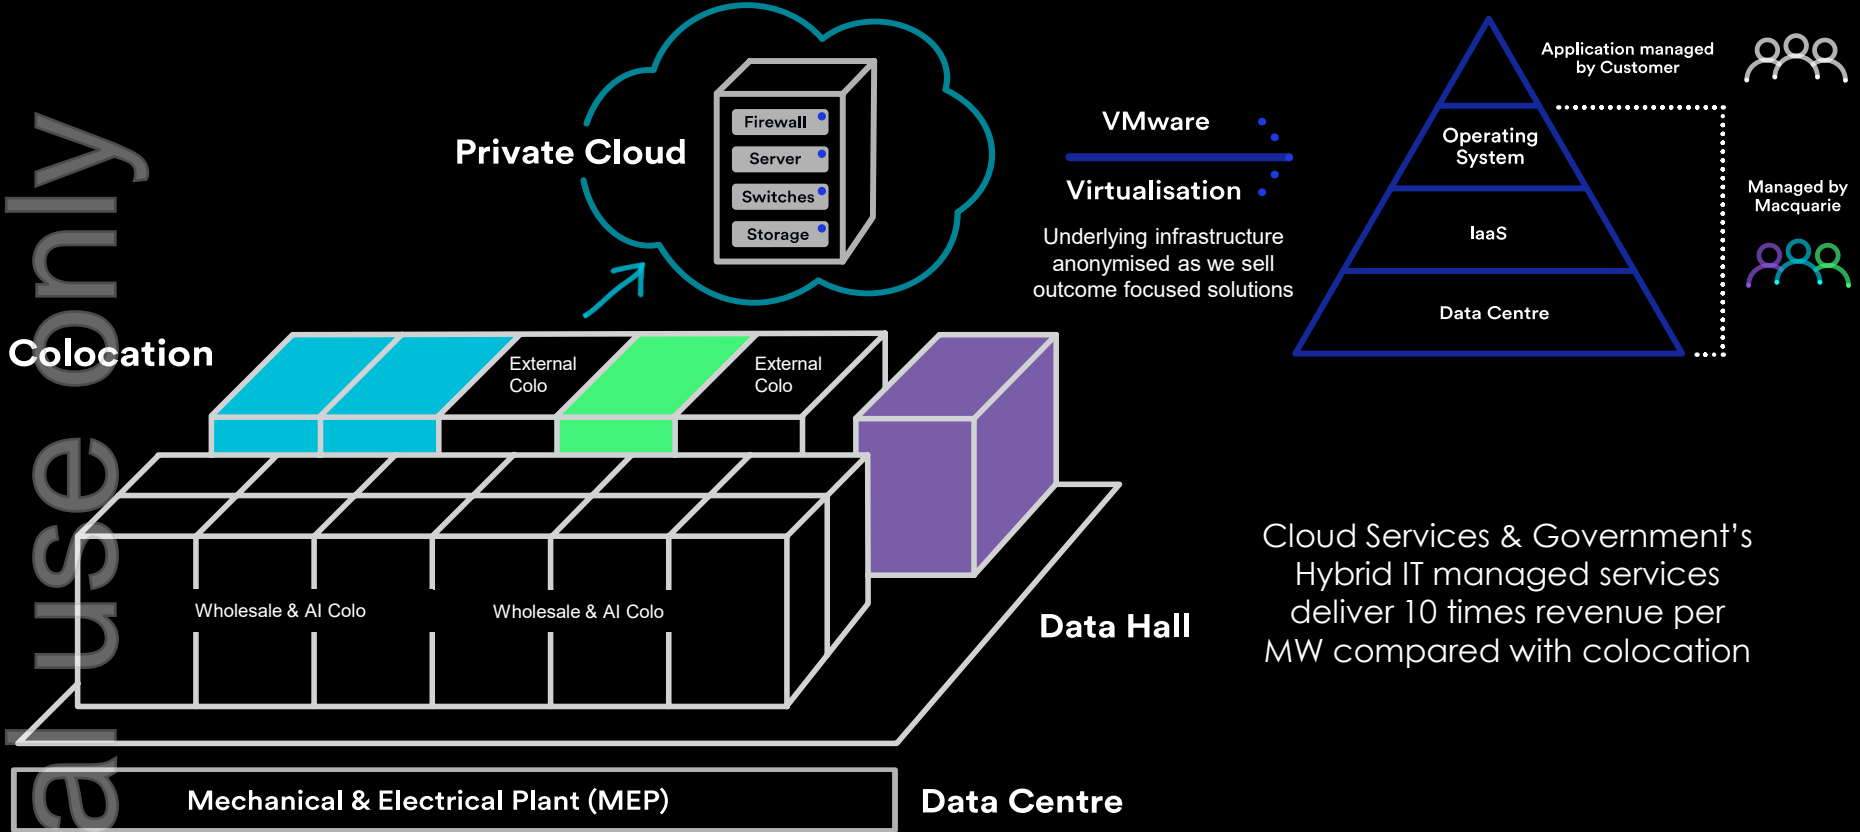 Private Cloud
Firewall
Server
Switches
Storage
VMware
Virtualisation
Underlying infrastructure
anonymised as we sell
outcome focused solutions
Application managed
by Customer
Operating
System
IaaS
Data Centre
Managed by
Macquarie
Colocation
External
Colo
External
Colo
Wholesale & AI Colo
Wholesale & AI Colo
Data Hall
Cloud Services & Government’s
Hybrid IT managed services
deliver 10 times revenue per
MW compared with colocation
Mechanical & Electrical Plant (MEP)
Data Centre
al use only